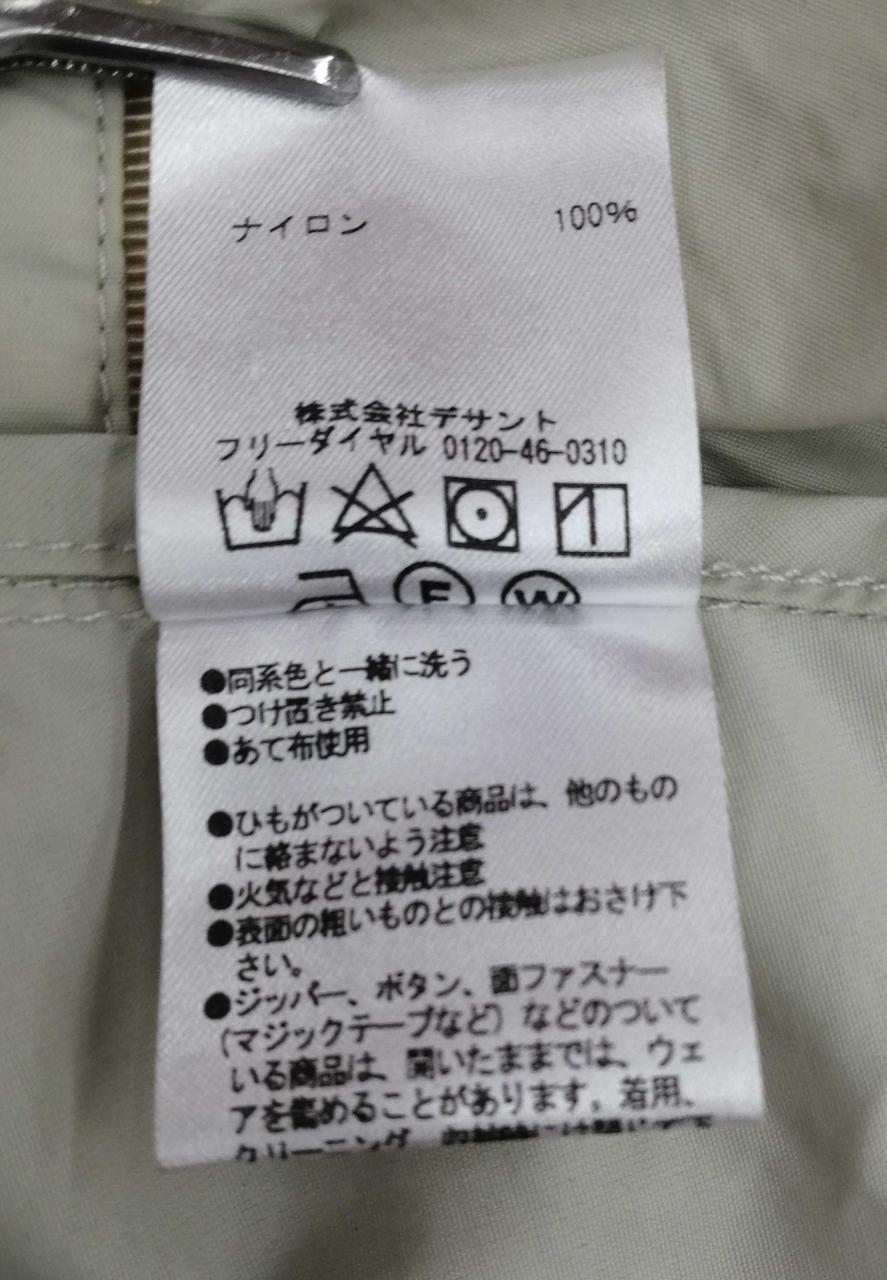 ナイロン 100%
株式会社デサント
フリーダイヤル 0120-46-0310
F W
●同系色と一緒に洗う
●つけ置き禁止
●あて布使用
●ひもがついている商品は、他のもの
に絡まないよう注意
●火気などと接触注意
●表面の粗いものとの接触はおさけ下
さい。
●ジッパー、ボタン、面ファスナー
(マジックテープなど)などのついて
いる商品は、開いたままでは、ウェ
アを傷めることがあります。着用、
クリーニング、